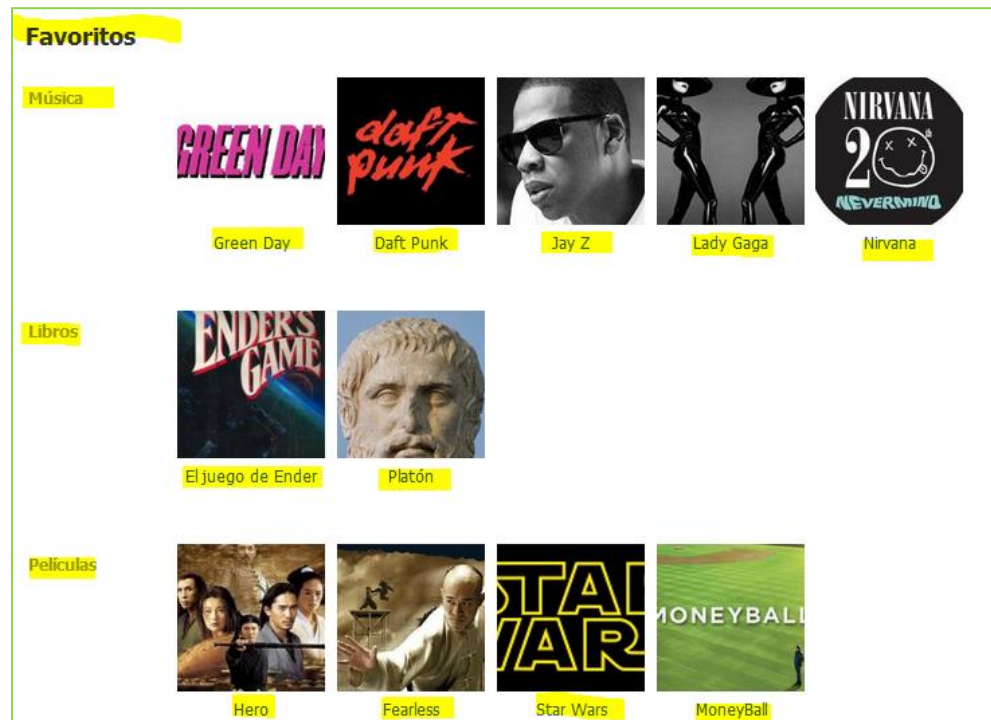 Favoritos
Música
GREEN DAY
daft punk
NIRVANA
20th
NEVERMIND
Green Day Daft Punk Jay Z Lady Gaga Nirvana
Libros
ENDER'S
GAME
El juego de Ender Platón
Películas
STAR
WARS
MONEYBALL
Hero Fearless Star Wars MoneyBall